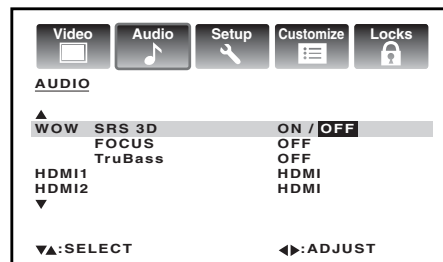 Video Audio Setup Customize Locks
AUDIO
▲
WOW SRS 3D ON / OFF
FOCUS OFF
TruBass OFF
HDMI1 HDMI
HDMI2 HDMI
▼
▼▲:SELECT ◀▶:ADJUST